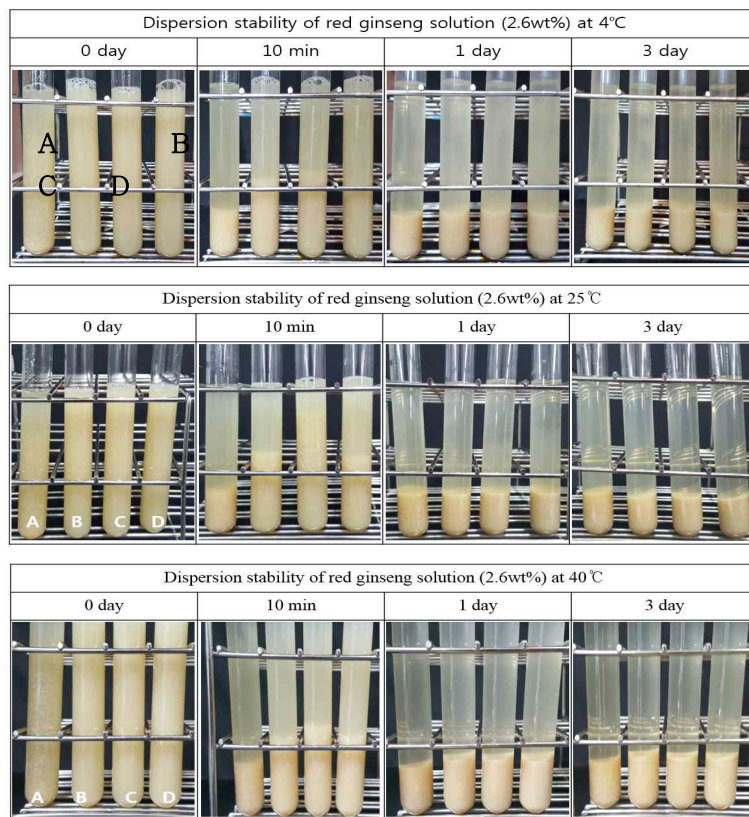 Dispersion stability of red ginseng solution (2.6wt%) at 4℃
0 day 10 min 1 day 3 day
A B
C D
Dispersion stability of red ginseng solution (2.6wt%) at 25℃
0 day 10 min 1 day 3 day
A B C D
Dispersion stability of red ginseng solution (2.6wt%) at 40℃
0 day 10 min 1 day 3 day
A B C D